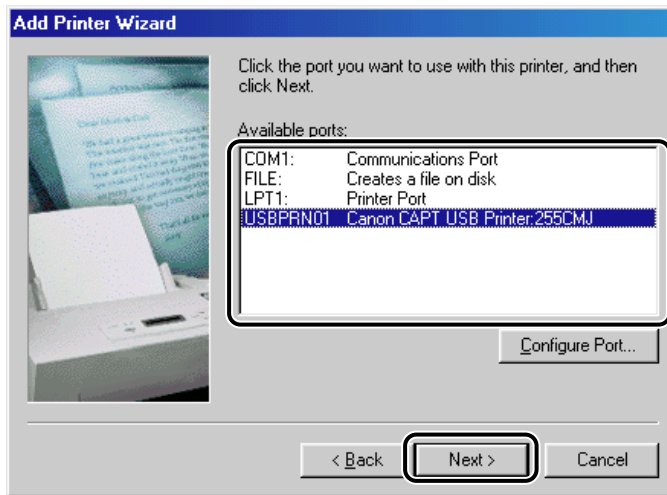 Add Printer Wizard
Click the port you want to use with this printer, and then
click Next.
Available ports:
COM1: Communications Port
FILE: Creates a file on disk
LPT1: Printer Port
USBPRN01 Canon CAPT USB Printer:255CMJ
Configure Port...
< Back Next > Cancel